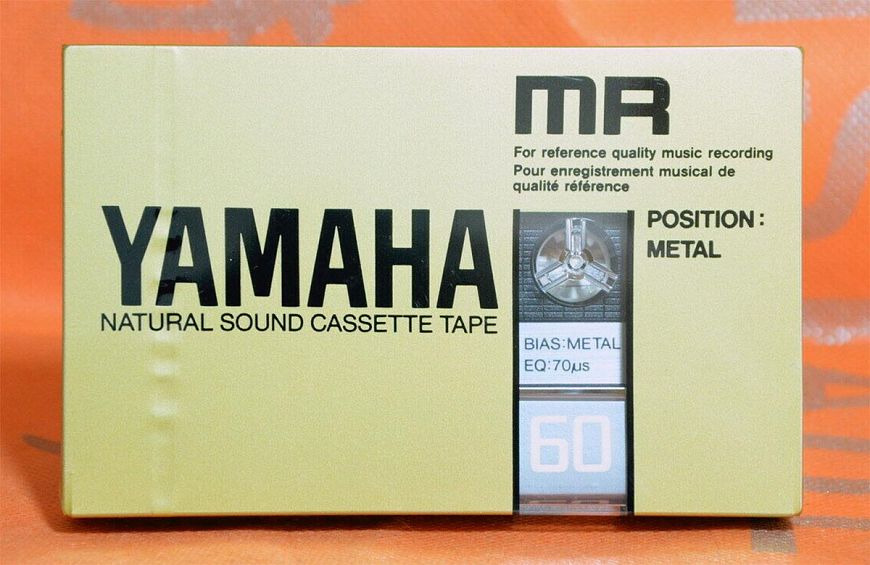 MR
For reference quality music recording
Pour enregistrement musical de
qualité référence
YAMAHA
NATURAL SOUND CASSETTE TAPE
POSITION:
METAL
BIAS:METAL
EQ:70µs
60